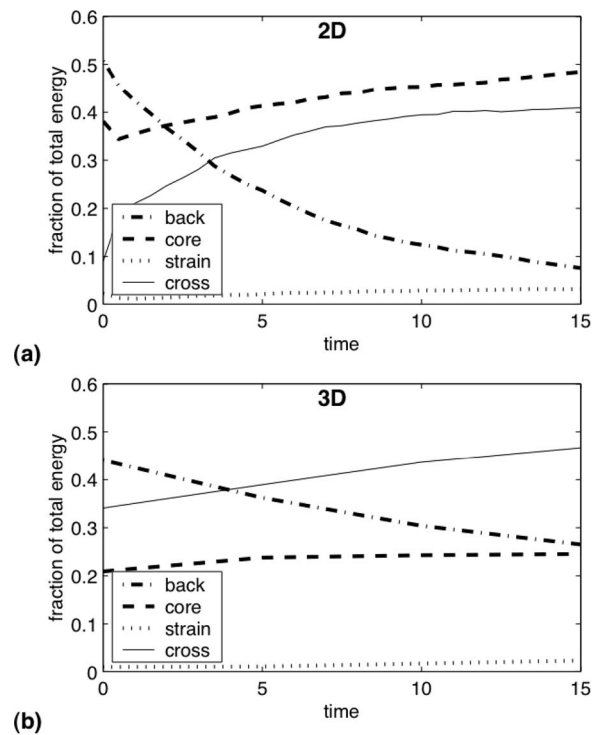 2D
fraction of total energy
0.6
0.5
0.4
0.3
0.2
0.1
0
back
core
strain
cross
0 5 10 15
time
(a)
3D
fraction of total energy
0.6
0.5
0.4
0.3
0.2
0.1
0
back
core
strain
cross
0 5 10 15
time
(b)